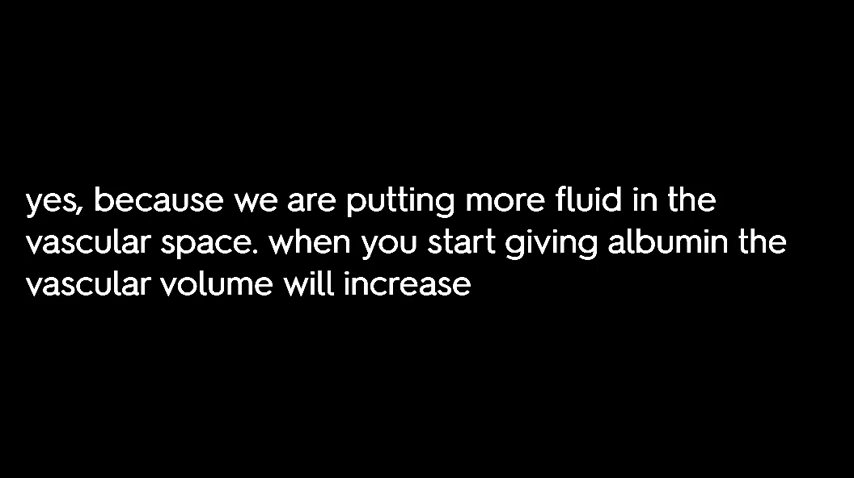 yes, because we are putting more fluid in the
vascular space. when you start giving albumin the
vascular volume will increase